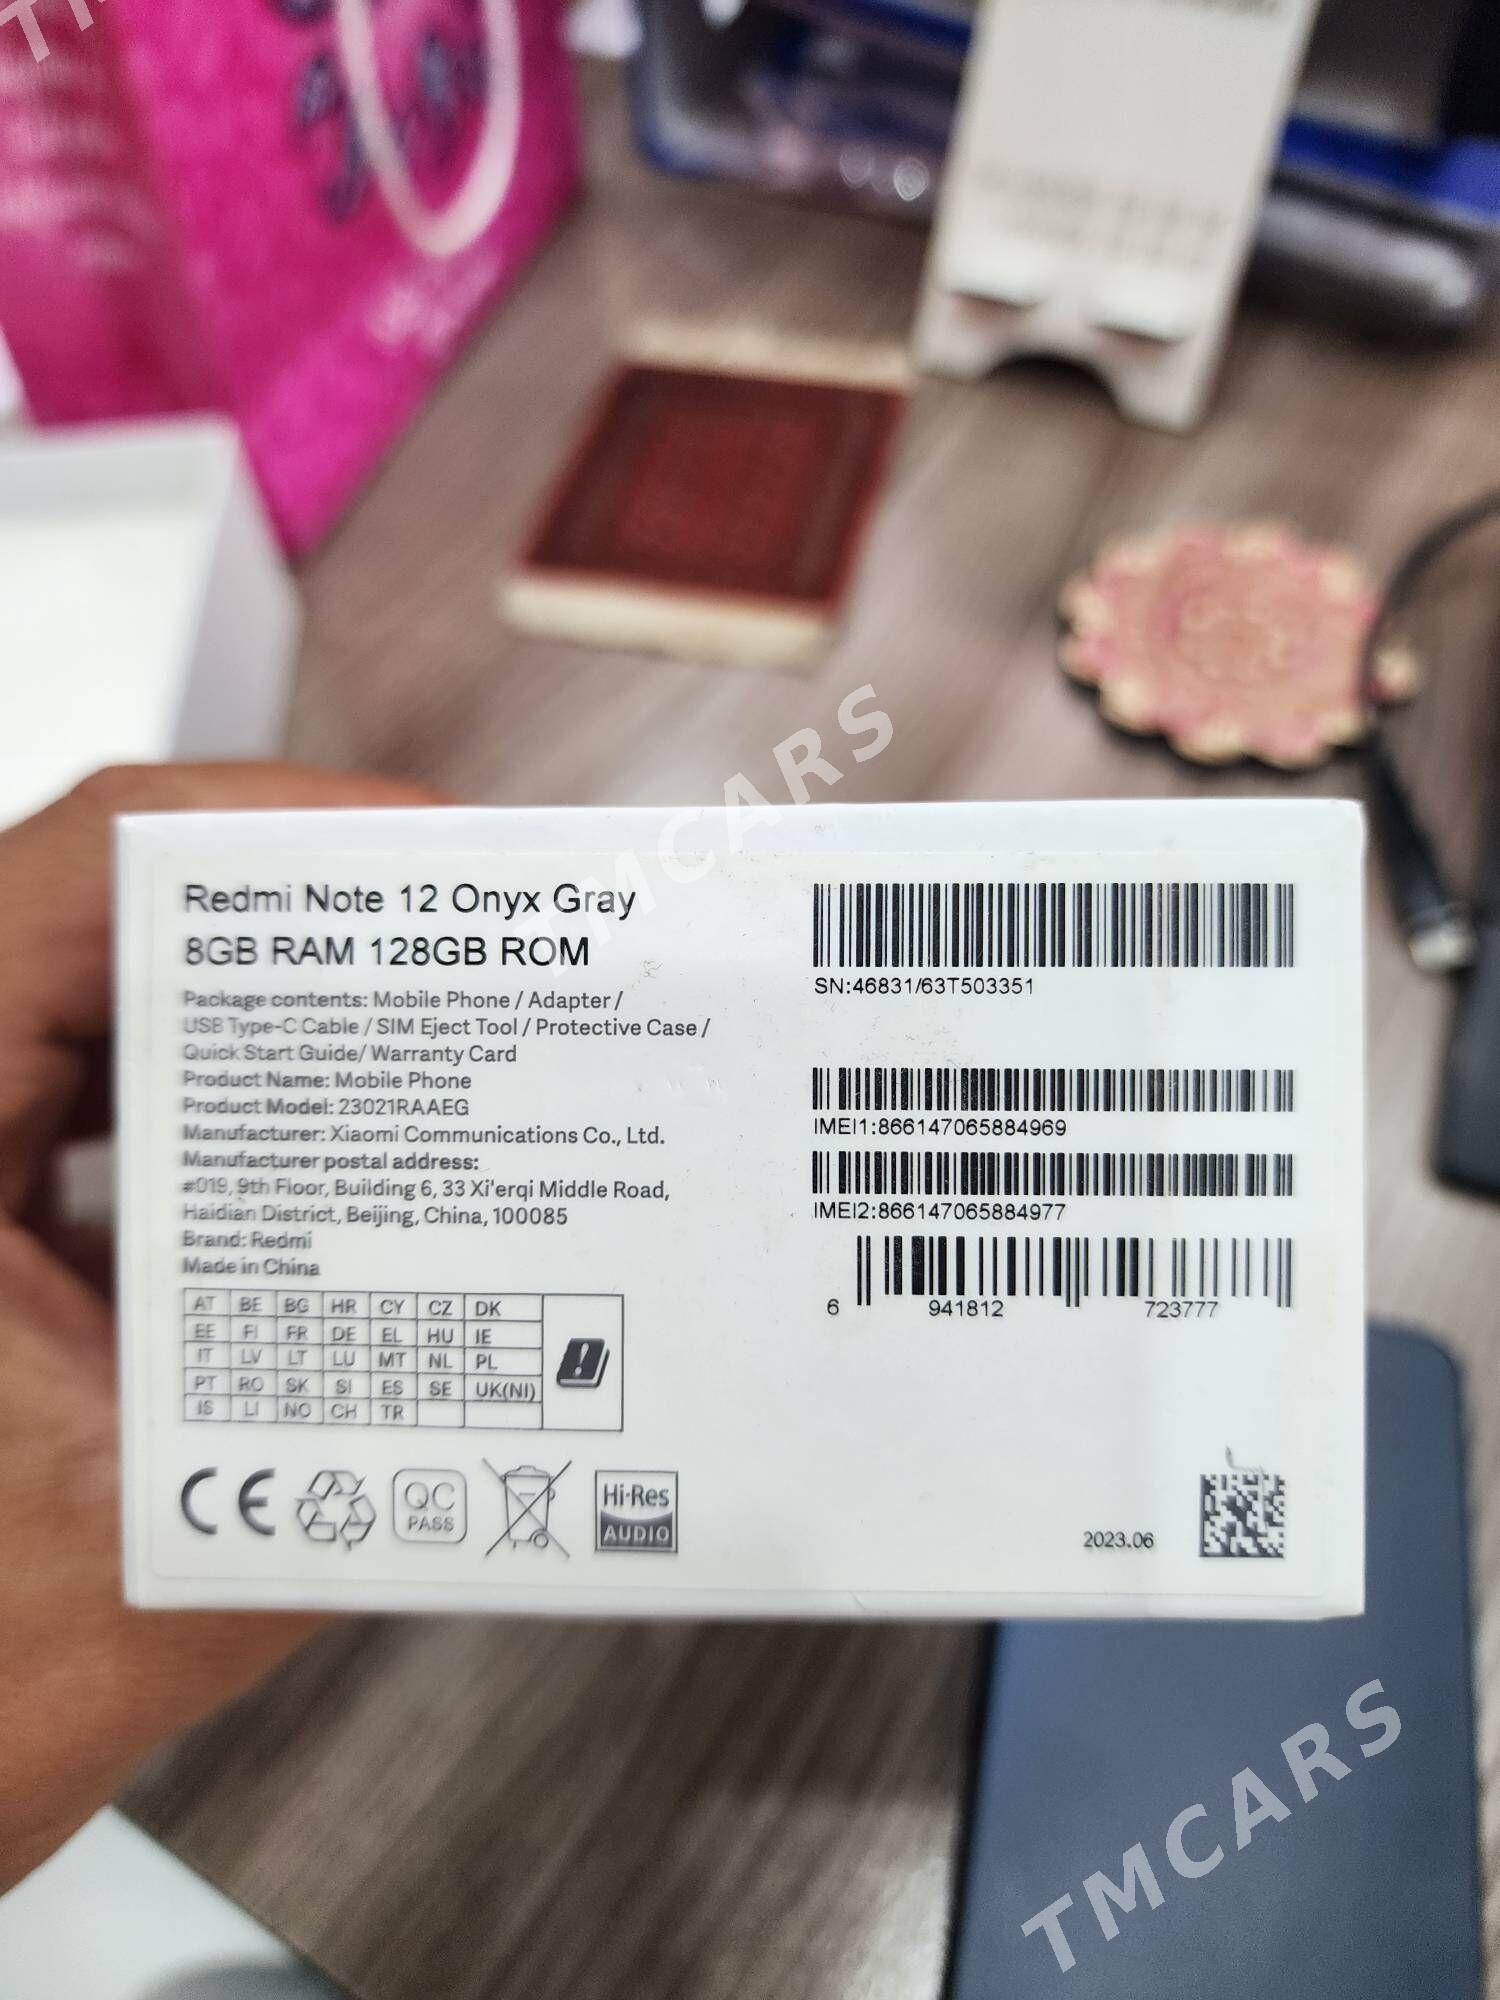 TMCARS
Redmi Note 12 Onyx Gray
8GB RAM 128GB ROM
Package contents: Mobile Phone / Adapter /
USB Type-C Cable / SIM Eject Tool / Protective Case /
Quick Start Guide/ Warranty Card
Product Name: Mobile Phone
Product Model: 23021RAAEG
Manufacturer: Xiaomi Communications Co., Ltd.
Manufacturer postal address:
#019, 9th Floor, Building 6, 33 Xi'erqi Middle Road,
Haidian District, Beijing, China, 100085
Brand: Redmi
Made in China
AT BE BG HR CY CZ DK
EE FI FR DE EL HU IE
IT LV LT LU MT NL PL
PT RO SK SI ES SE UK(NI)
IS LI NO CH TR
CE
QC
PASS
Hi-Res
AUDIO
SN:46831/63T503351
IMEI1:866147065884969
IMEI2:866147065884977
6 941812 723777
2023.06
TMCARS